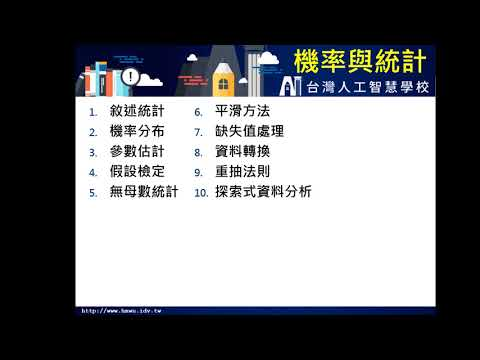 機率與統計
台灣人工智慧學校
1. 敍述統計
2. 機率分布
3. 參數估計
4. 假設檢定
5. 無母數統計
6. 平滑方法
7. 缺失值處理
8. 資料轉換
9. 重抽法則
10. 探索式資料分析
http://www.hmwu.idv.tw